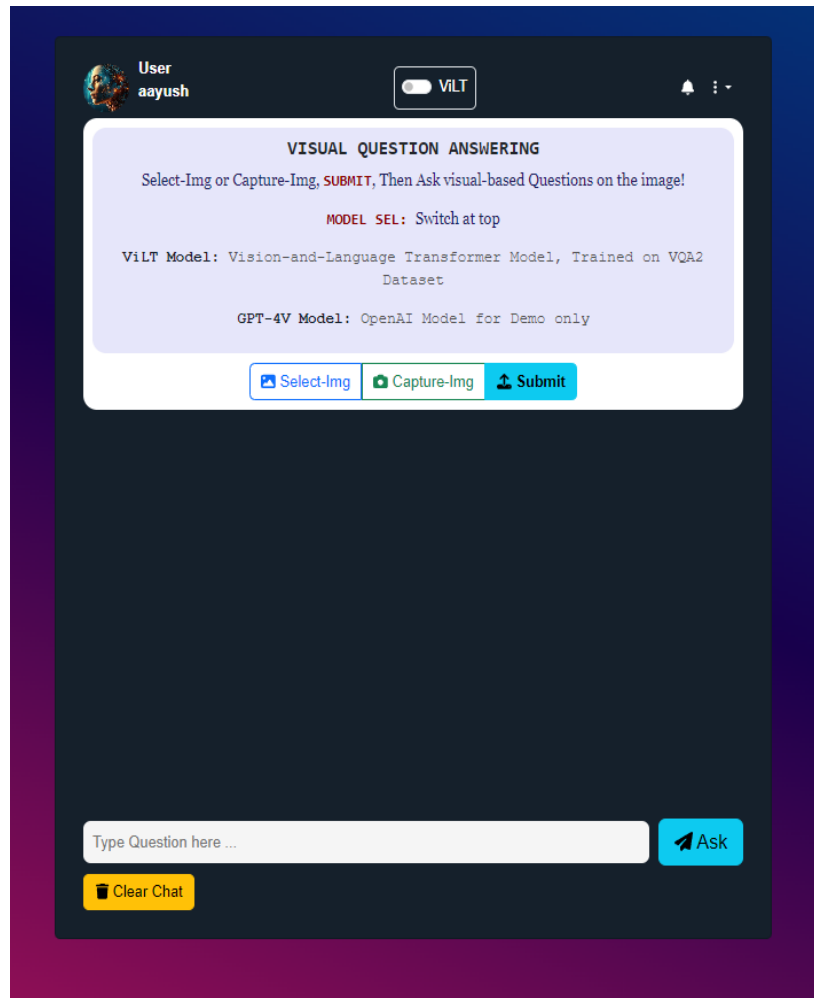 User
aayush
ViLT
VISUAL QUESTION ANSWERING
Select-Img or Capture-Img, SUBMIT, Then Ask visual-based Questions on the image!
MODEL SEL: Switch at top
ViLT Model: Vision-and-Language Transformer Model, Trained on VQA2
Dataset
GPT-4V Model: OpenAI Model for Demo only
Select-Img Capture-Img Submit
Type Question here ...
Ask
Clear Chat